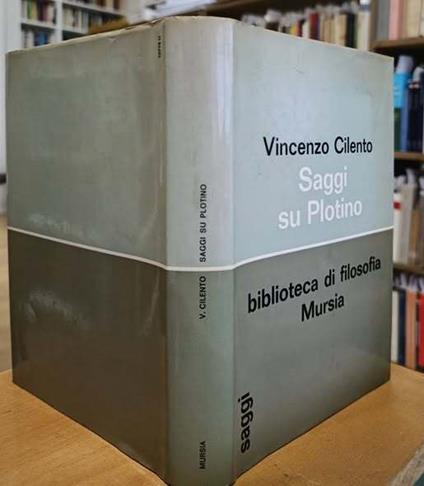 Vincenzo Cilento
Saggi
su Plotino
biblioteca di filosofia
Mursia
saggi
V. CILENTO SAGGI SU PLOTINO
MURSIA